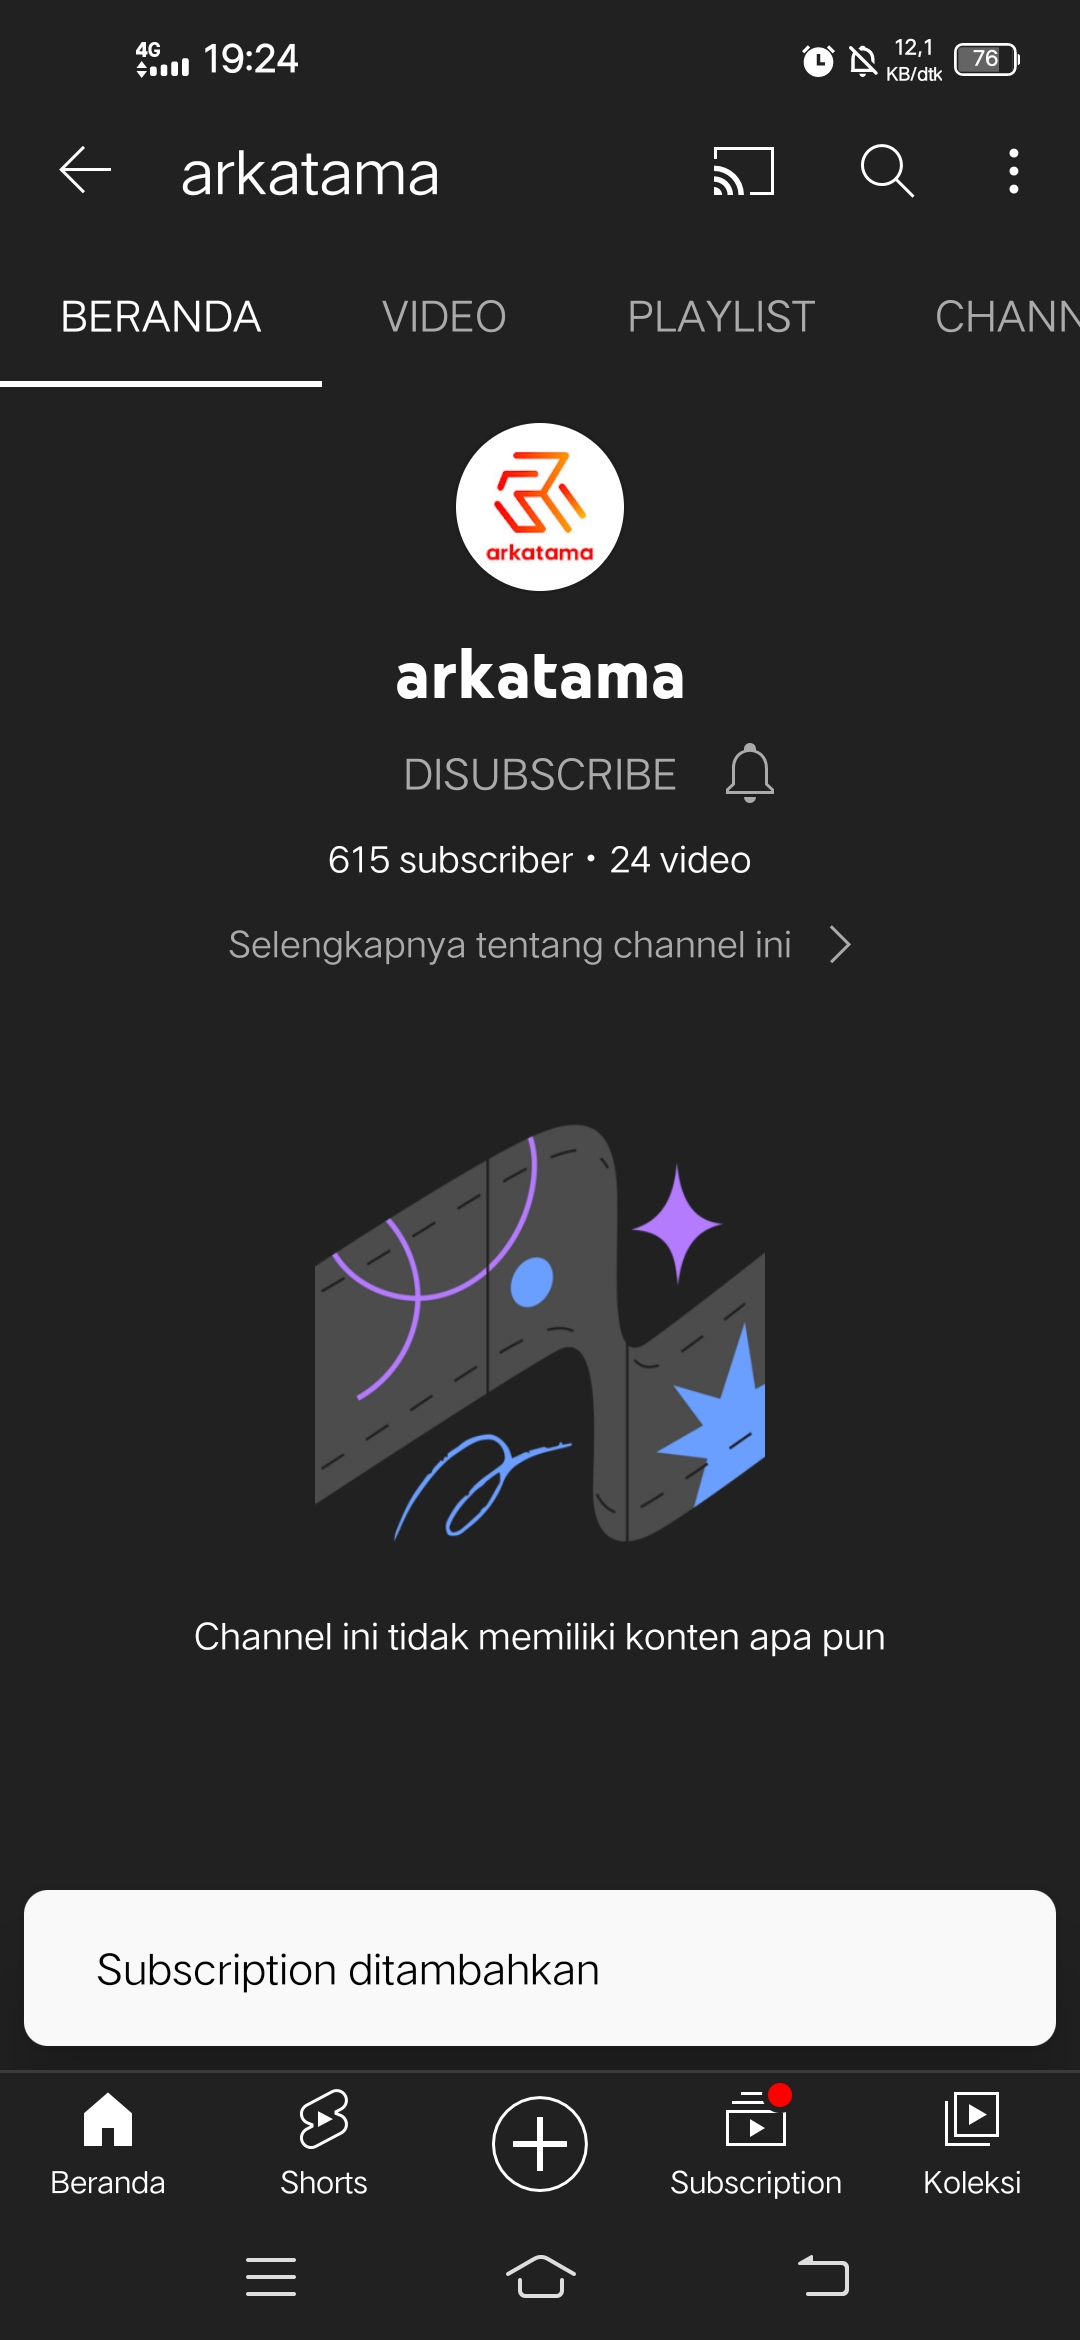 4G 19:24 12,1 KB/dtk 76
arkatama
BERANDA VIDEO PLAYLIST CHANN
arkatama
arkatama
DISUBSCRIBE
615 subscriber • 24 video
Selengkapnya tentang channel ini
Channel ini tidak memiliki konten apa pun
Subscription ditambahkan
Beranda Shorts Subscription Koleksi